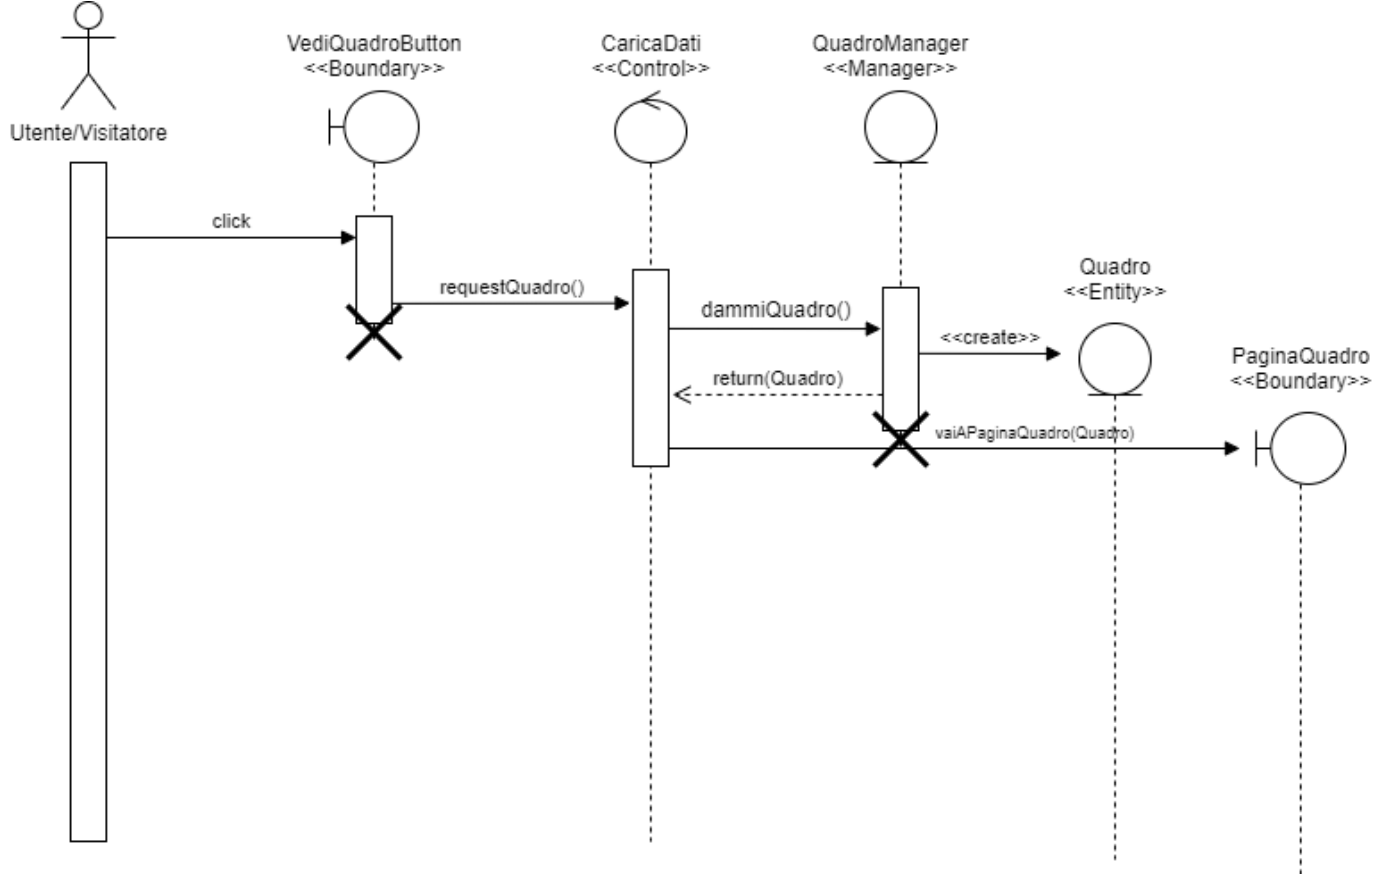 VediQuadroButton
<<Boundary>>
CaricaDati
<<Control>>
QuadroManager
<<Manager>>
Utente/Visitatore
click
Quadro
<<Entity>>
requestQuadro()
dammiQuadro()
<<create>>
PaginaQuadro
<<Boundary>>
return(Quadro)
vaiAPaginaQuadro(Quadro)